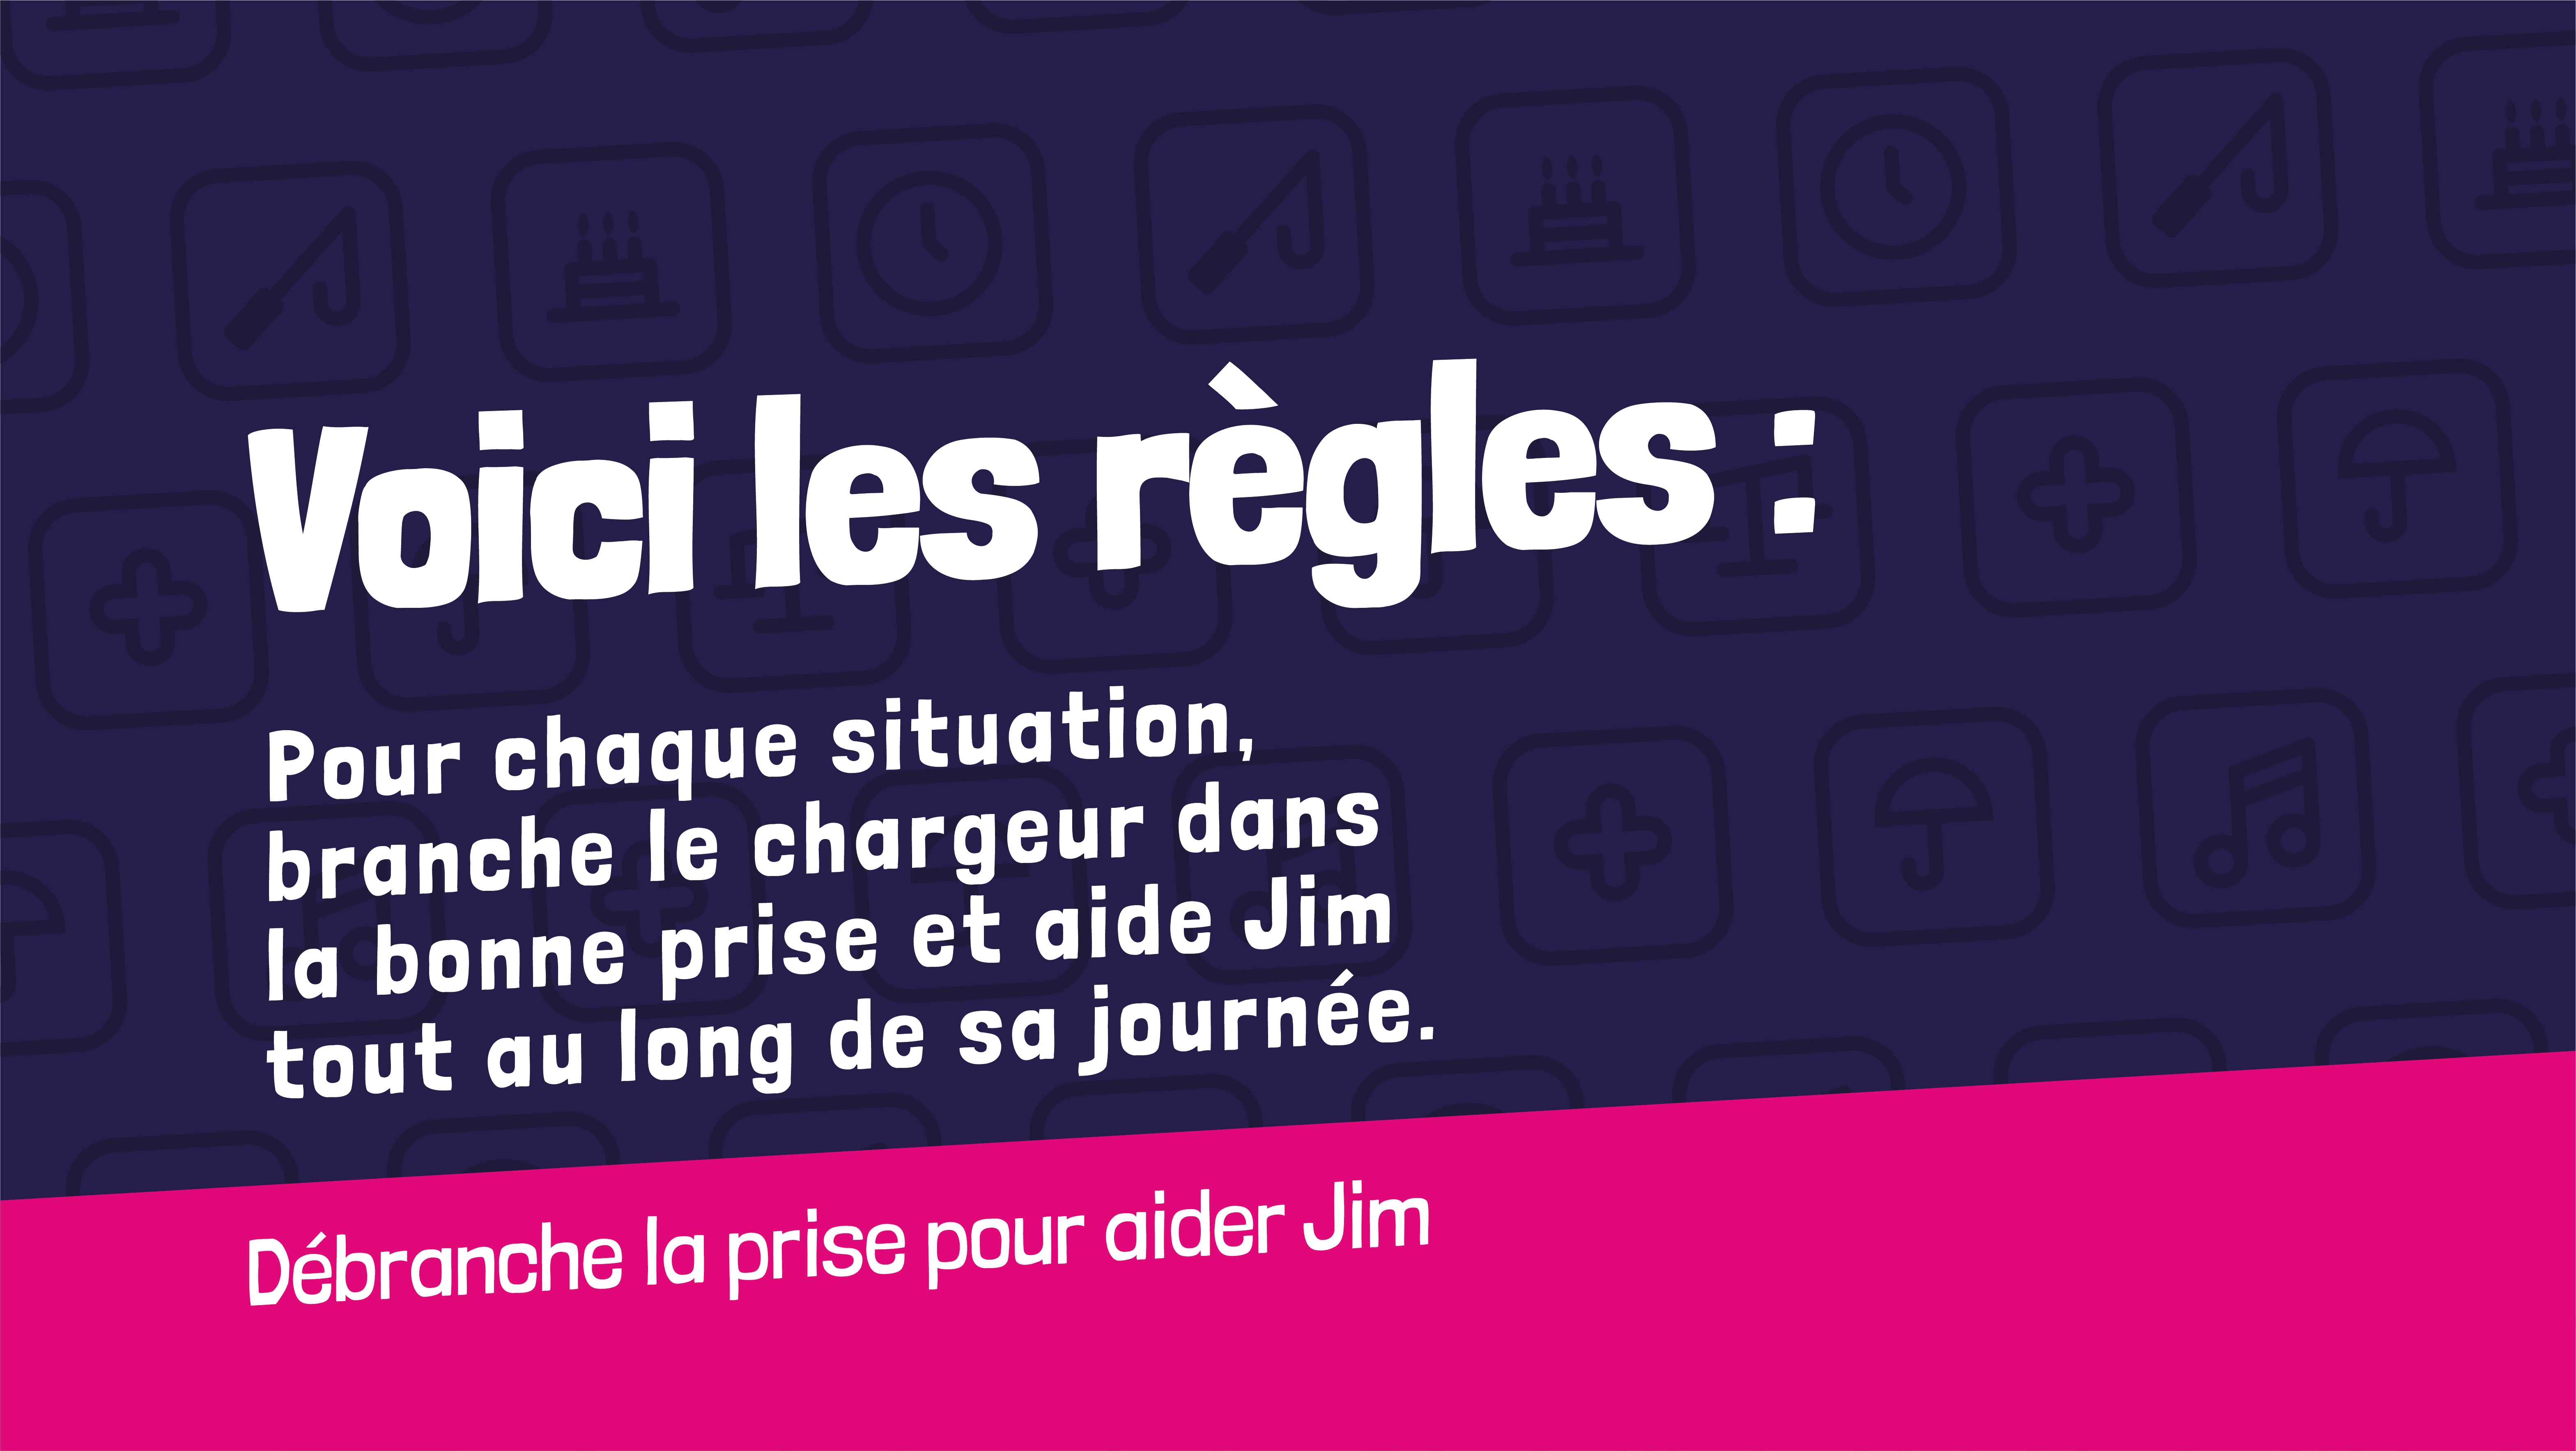 Voici les règles :
Pour chaque situation,
branche le chargeur dans
la bonne prise et aide Jim
tout au long de sa journée.
Débranche la prise pour aider Jim